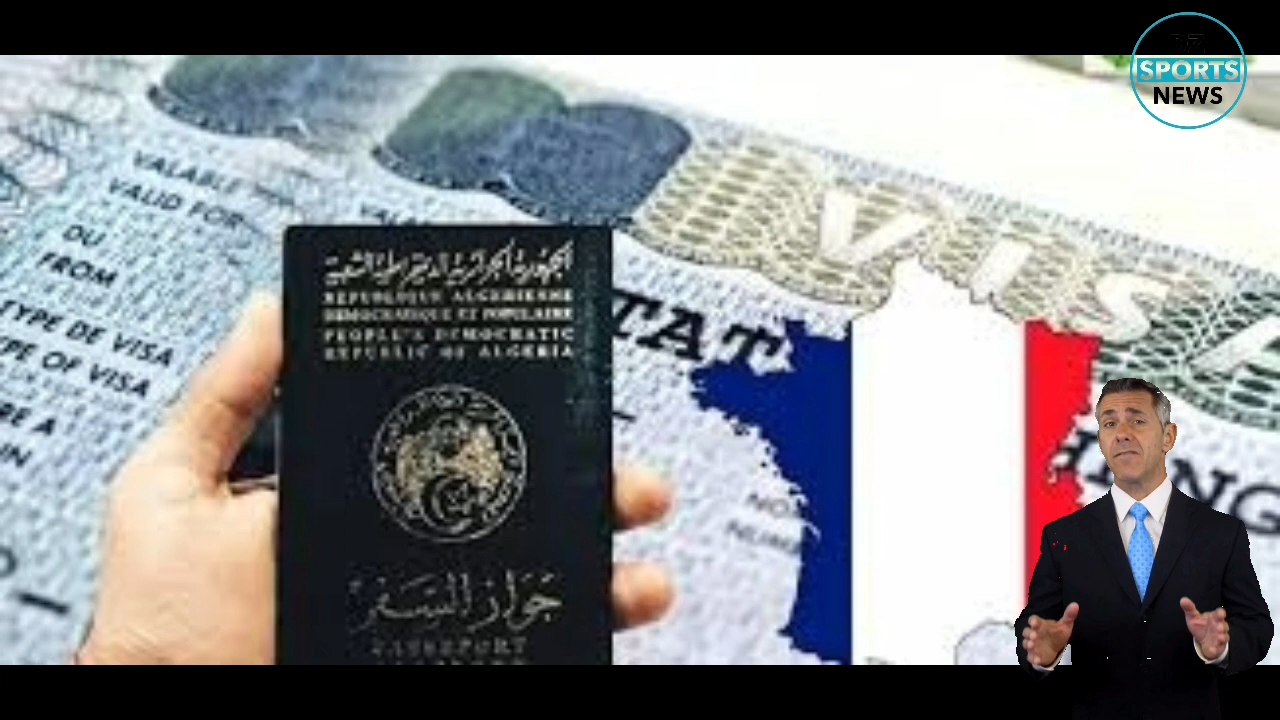 SPORTS
NEWS
VALABLE
VALID FOR
DU
FROM
TYPE DE VISA
TYPE OF VISA
VISA
TAT
الجمهورية الجزائرية الديمقراطية الشعبية
REPUBLIQUE ALGERIENNE
DEMOCRATIQUE ET POPULAIRE
PEOPLE'S DEMOCRATIC
REPUBLIC OF ALGERIA
جواز السفر
PASSEPORT